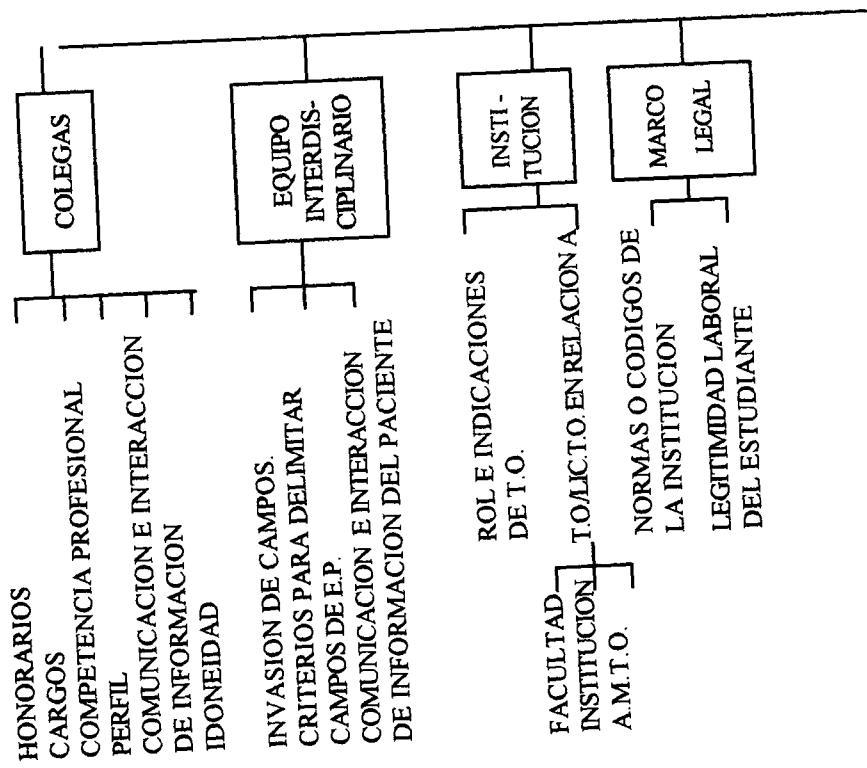 COLEGAS
HONORARIOS
CARGOS
COMPETENCIA PROFESIONAL
PERFIL
COMUNICACION E INTERACCION
DE INFORMACION
IDONEIDAD
EQUIPO
INTERDIS-
CIPLINARIO
INVASION DE CAMPOS.
CRITERIOS PARA DELIMITAR
CAMPOS DE E.P.
COMUNICACION E INTERACCION
DE INFORMACION DEL PACIENTE
INSTI -
TUCION
ROL E INDICACIONES
DE T.O.
T.O./LIC.T.O. EN RELACION A
FACULTAD
INSTITUCION
A.M.T.O.
MARCO
LEGAL
NORMAS O CODIGOS DE
LA INSTITUCION
LEGITIMIDAD LABORAL
DEL ESTUDIANTE